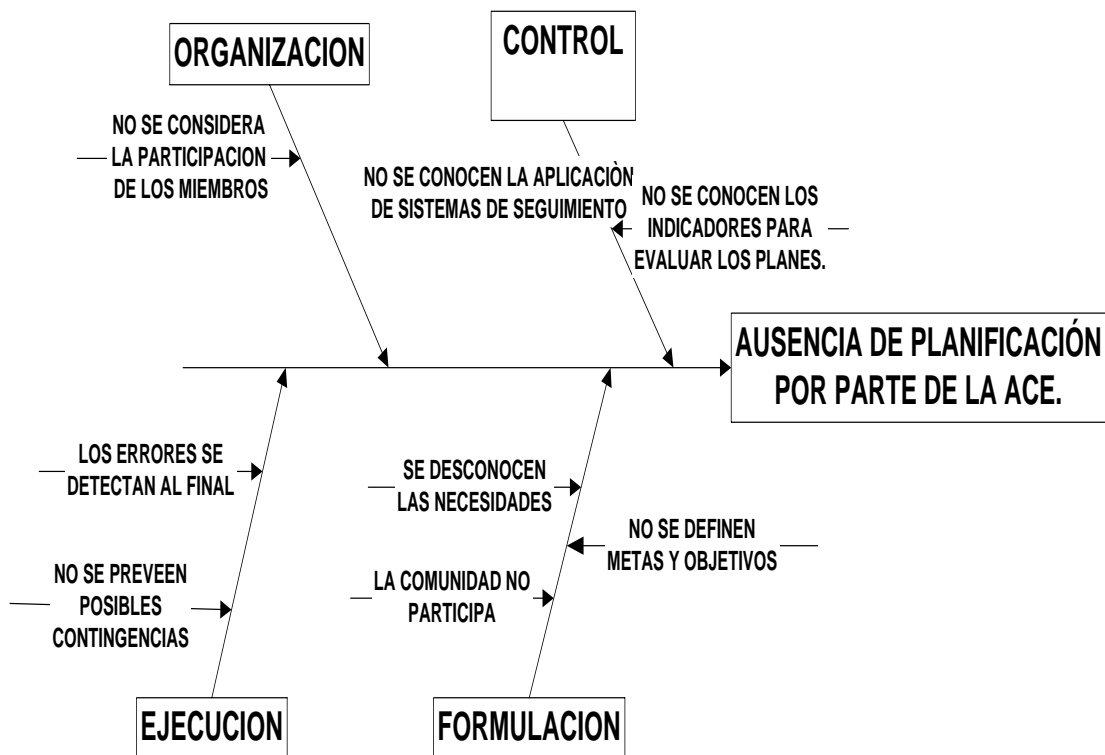 ORGANIZACION
CONTROL
NO SE CONSIDERA
LA PARTICIPACION
DE LOS MIEMBROS
NO SE CONOCEN LA APLICACIÒN
DE SISTEMAS DE SEGUIMIENTO
NO SE CONOCEN LOS
INDICADORES PARA
EVALUAR LOS PLANES.
AUSENCIA DE PLANIFICACIÓN
POR PARTE DE LA ACE.
LOS ERRORES SE
DETECTAN AL FINAL
SE DESCONOCEN
LAS NECESIDADES
NO SE DEFINEN
METAS Y OBJETIVOS
NO SE PREVEEN
POSIBLES
CONTINGENCIAS
LA COMUNIDAD NO
PARTICIPA
EJECUCION
FORMULACION